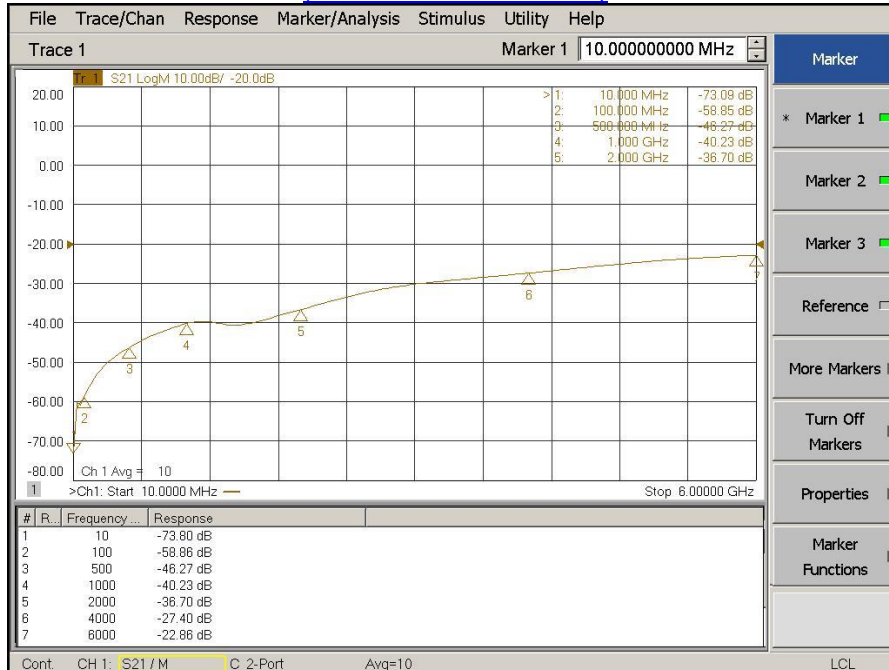 File Trace/Chan Response Marker/Analysis Stimulus Utility Help
Trace 1 Marker 1 10.000000000 MHz
Tr 1 S21 LogM 10.00dB/ -20.0dB
20.00
10.00
0.00
-10.00
-20.00
-30.00
-40.00
-50.00
-60.00
-70.00
-80.00
>1: 10.000 MHz -73.09 dB
2: 100.000 MHz -58.85 dB
3: 500.000 MHz -46.27 dB
4: 1.000 GHz -40.23 dB
5: 2.000 GHz -36.70 dB
2
3
4
5
6
7
Ch 1 Avg = 10
1 >Ch1: Start 10.0000 MHz Stop 6.00000 GHz
# R... Frequency ... Response
1 10 -73.80 dB
2 100 -58.86 dB
3 500 -46.27 dB
4 1000 -40.23 dB
5 2000 -36.70 dB
6 4000 -27.40 dB
7 6000 -22.86 dB
Cont. CH 1: S21 / M C 2-Port Avg=10 LCL
Marker
* Marker 1
Marker 2
Marker 3
Reference
More Markers
Turn Off
Markers
Properties
Marker
Functions